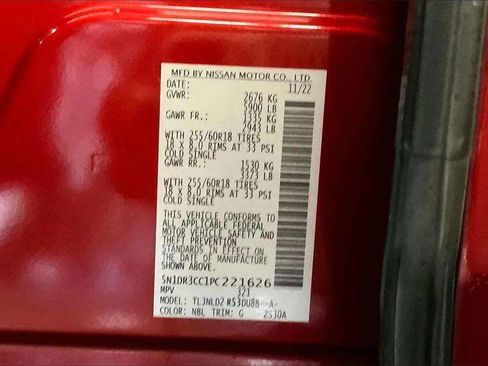 MFD BY NISSAN MOTOR CO., LTD.
DATE: 11/22
GVWR: 2676 KG
5900 LB
GAWR FR.: 1335 KG
2943 LB
WITH 255/60R18 TIRES
18 X 8.0 RIMS AT 33 PSI
COLD SINGLE
GAWR RR.: 1530 KG
3373 LB
WITH 255/60R18 TIRES
18 X 8.0 RIMS AT 33 PSI
COLD SINGLE
THIS VEHICLE CONFORMS TO
ALL APPLICABLE FEDERAL
MOTOR VEHICLE SAFETY AND
THEFT PREVENTION
STANDARDS IN EFFECT ON
THE DATE OF MANUFACTURE
SHOWN ABOVE.
5N1DR3CC1PC221626
MPV 321
MODEL: TLJNLD2 R53DUB8--A-
COLOR: NBL TRIM: G